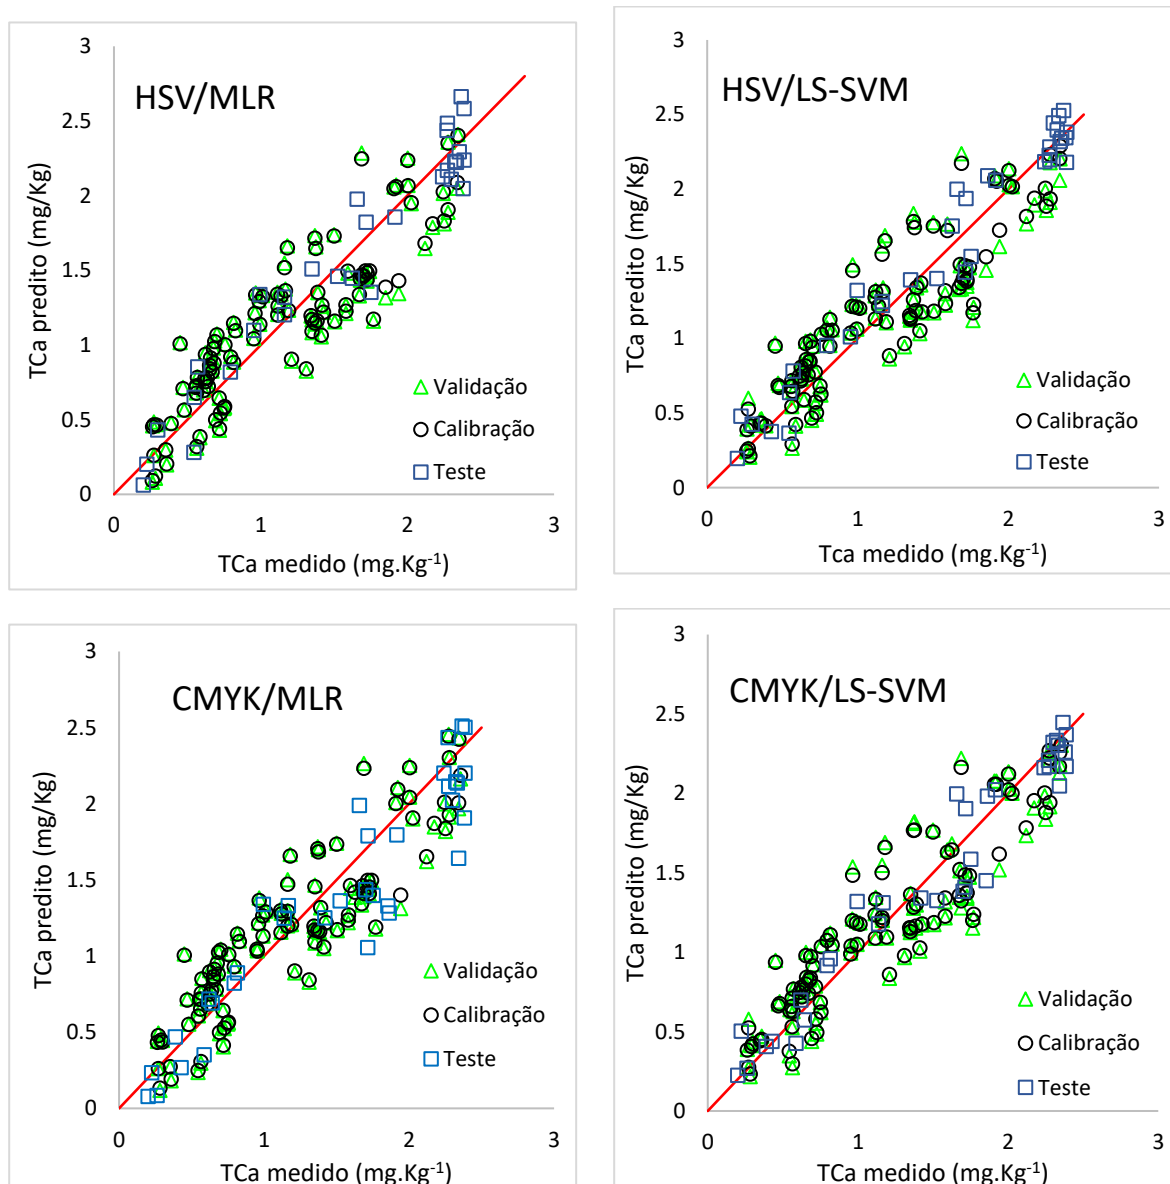 HSV/MLR
TCa predito (mg/Kg)
3
2.5
2
1.5
1
0.5
0
0 1 2 3
TCa medido (mg.Kg⁻¹)
Validação
Calibração
Teste
HSV/LS-SVM
TCa predito (mg/Kg)
3
2.5
2
1.5
1
0.5
0
0 1 2 3
TCa medido (mg.Kg⁻¹)
Validação
Calibração
Teste
CMYK/MLR
TCa predito (mg/Kg)
3
2.5
2
1.5
1
0.5
0
0 1 2 3
TCa medido (mg.Kg⁻¹)
Validação
Calibração
Teste
CMYK/LS-SVM
TCa predito (mg/Kg)
3
2.5
2
1.5
1
0.5
0
0 1 2 3
TCa medido (mg.Kg⁻¹)
Validação
Calibração
Teste